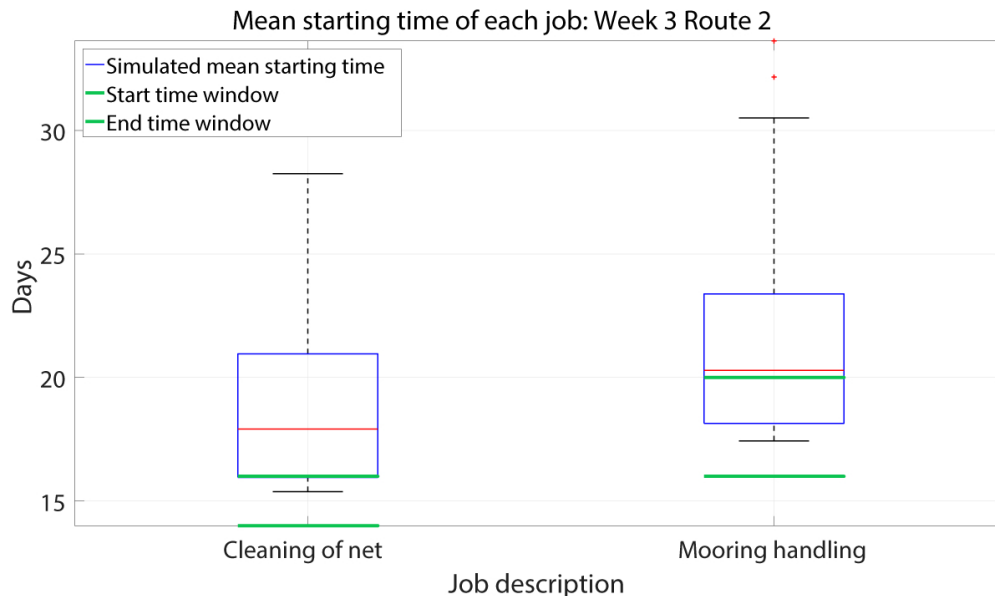 Mean starting time of each job: Week 3 Route 2
Simulated mean starting time
Start time window
End time window
30
25
20
15
Days
Cleaning of net
Mooring handling
Job description